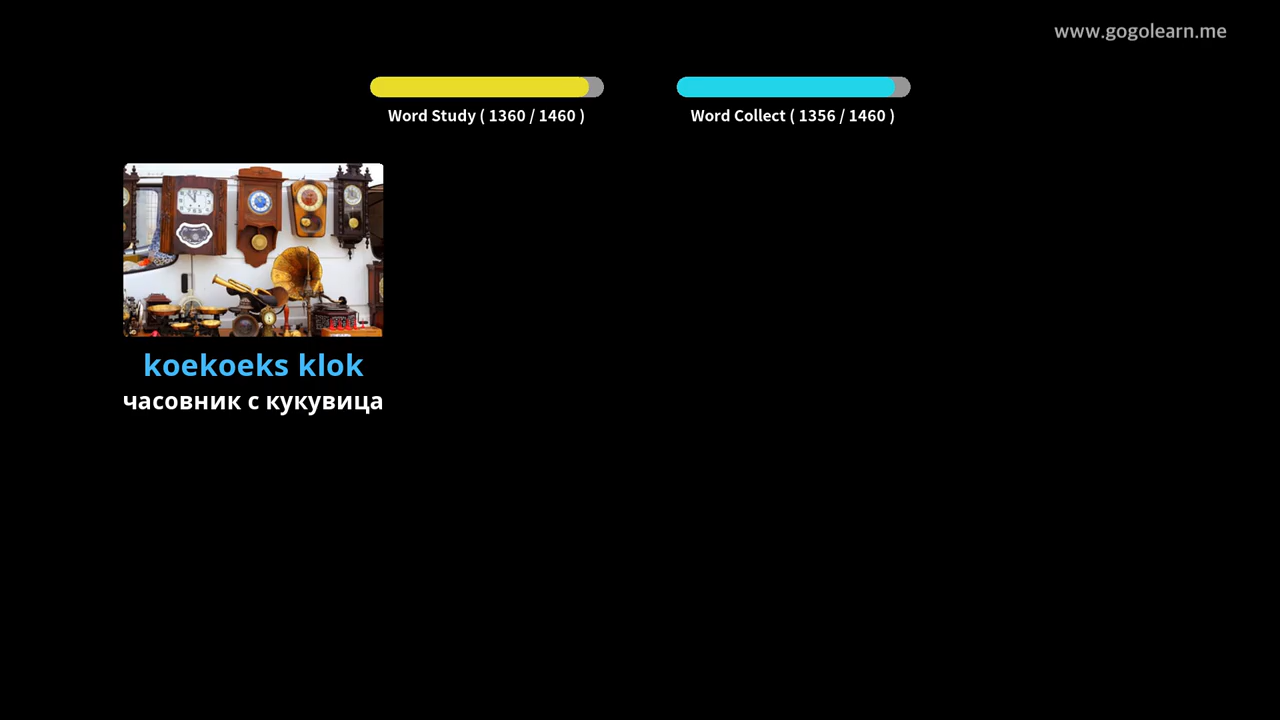 www.gogolearn.me
Word Study ( 1360 / 1460 )
Word Collect ( 1356 / 1460 )
koekoeks klok
часовник с кукувица